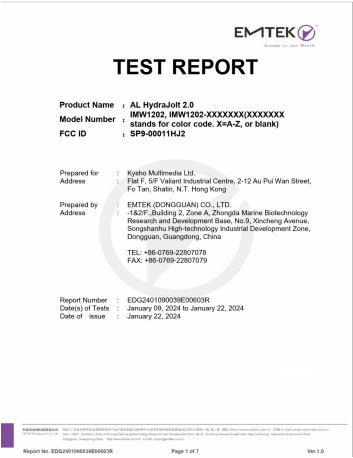 EMTEK
Access to the World
TEST REPORT
Product Name : AL HydraJolt 2.0
Model Number : IMW1202, IMW1202-XXXXXXX(XXXXXXX
stands for color code. X=A-Z, or blank)
FCC ID : SP9-00011HJ2
Prepared for : Kysho Multimedia Ltd.
Address : Flat F, 5/F Valiant Industrial Centre, 2-12 Au Pui Wan Street,
Fo Tan, Shatin, N.T. Hong Kong
Prepared by : EMTEK (DONGGUAN) CO., LTD.
Address : -1&2/F.,Building 2, Zone A, Zhongda Marine Biotechnology
Research and Development Base, No.9, Xincheng Avenue,
Songshanhu High-technology Industrial Development Zone,
Dongguan, Guangdong, China
TEL: +86-0769-22807078
FAX: +86-0769-22807079
Report Number : EDG2401090039E00603R
Date(s) of Tests : January 09, 2024 to January 22, 2024
Date of issue : January 22, 2024
Report No. EDG2401090039E00603R Page 1 of 7 Ver.1.0